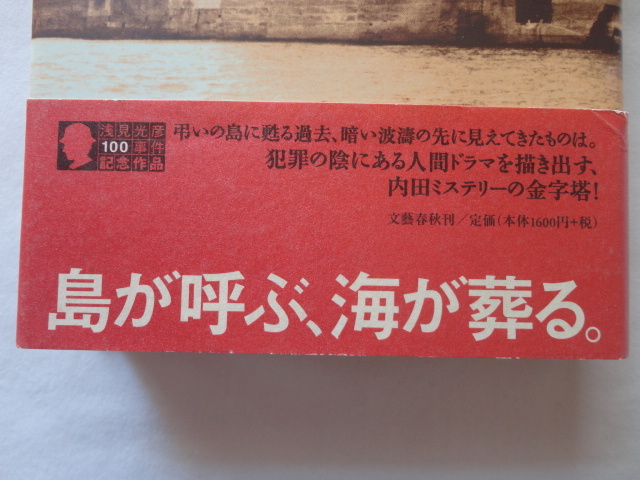 浅見光彦
100事件
記念作品
弔いの島に甦る過去、暗い波濤の先に見えてきたものは。
犯罪の陰にある人間ドラマを描き出す、
内田ミステリーの金字塔!
文藝春秋刊/定価(本体1600円+税)
島が呼ぶ、海が葬る。